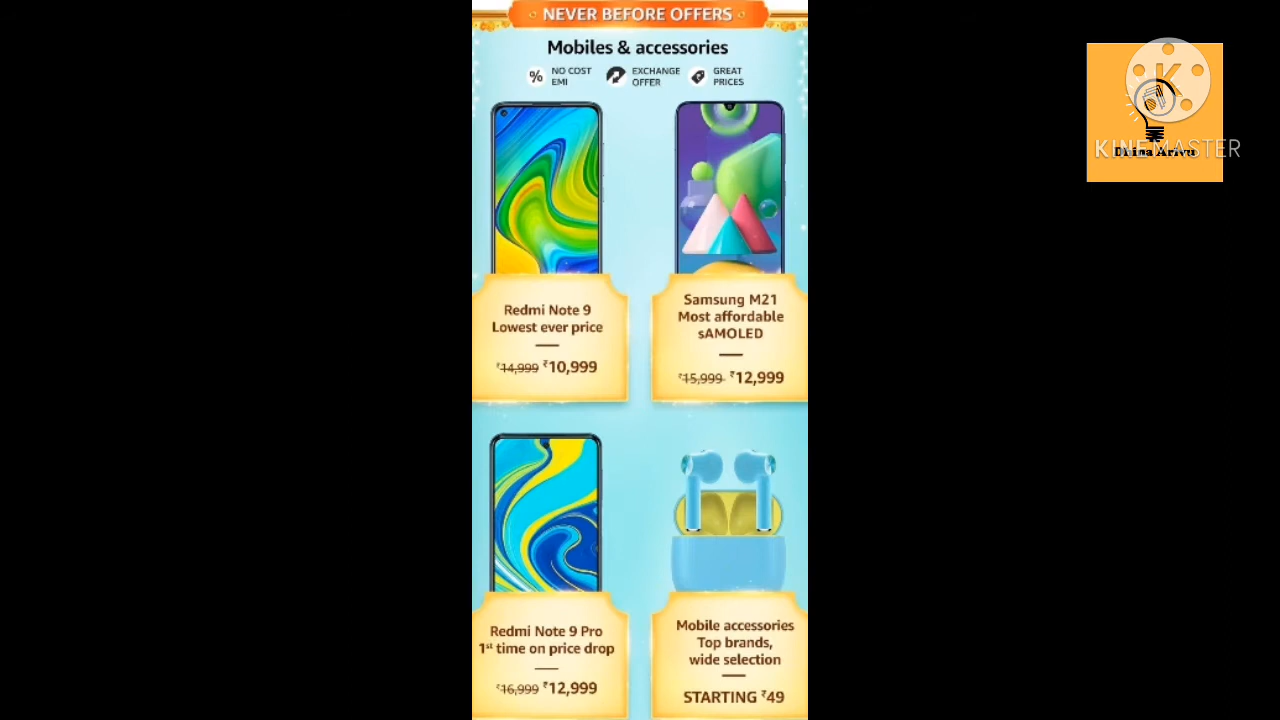 NEVER BEFORE OFFERS
Mobiles & accessories
% NO COST
EMI
EXCHANGE
OFFER
GREAT
PRICES
Redmi Note 9
Lowest ever price
₹14,999 ₹10,999
Samsung M21
Most affordable
sAMOLED
₹15,999 ₹12,999
Redmi Note 9 Pro
1st time on price drop
₹16,999 ₹12,999
Mobile accessories
Top brands,
wide selection
STARTING ₹49
K
KINEMASTER
Dhina Arivu